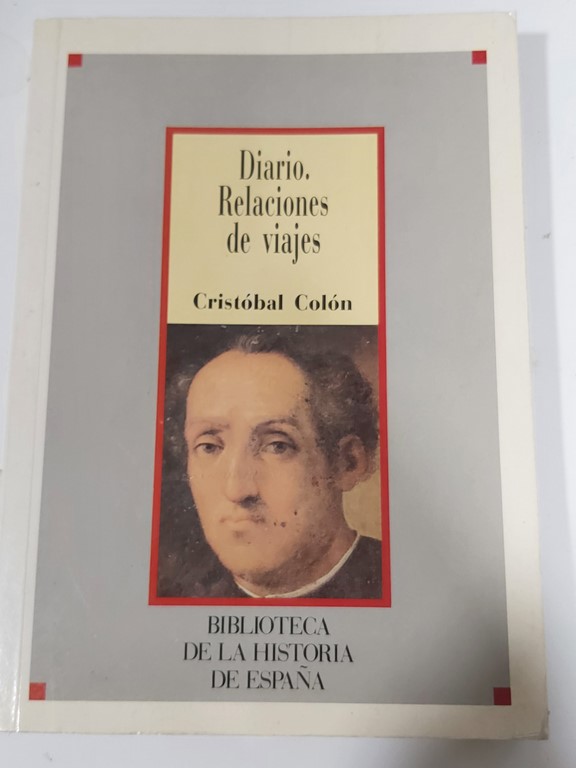 Diario.
Relaciones
de viajes
Cristóbal Colón
BIBLIOTECA
DE LA HISTORIA
DE ESPAÑA